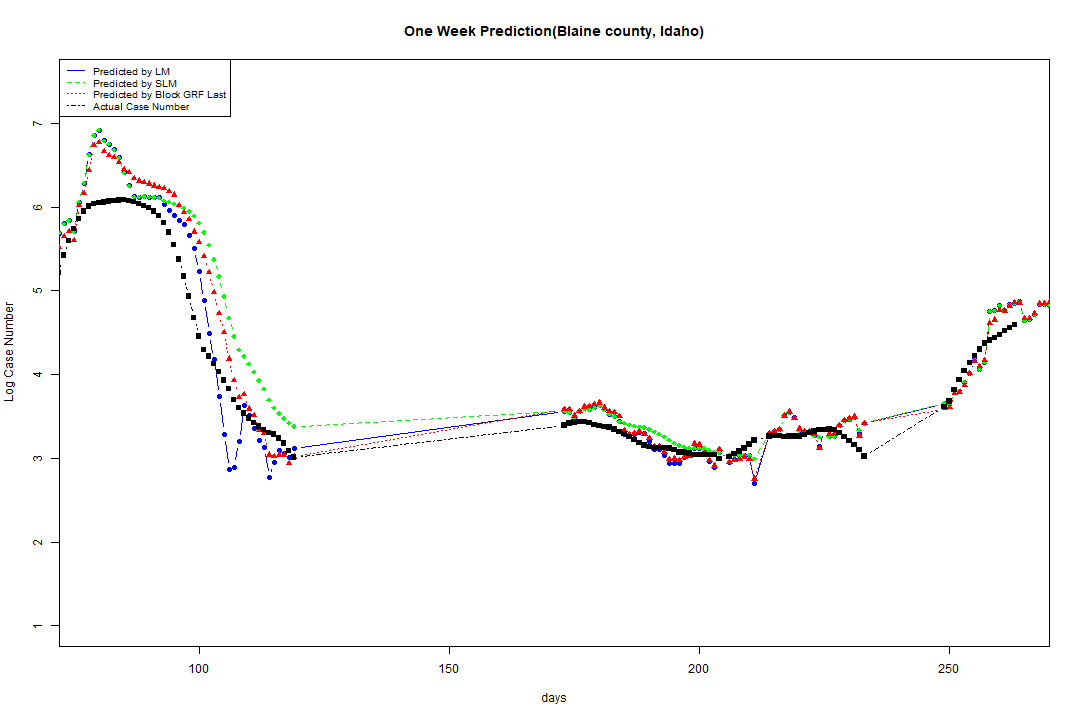 One Week Prediction(Blaine county, Idaho)
Predicted by LM
Predicted by SLM
Predicted by Block GRF Last
Actual Case Number
Log Case Number
7
6
5
4
3
2
1
100 150 200 250
days